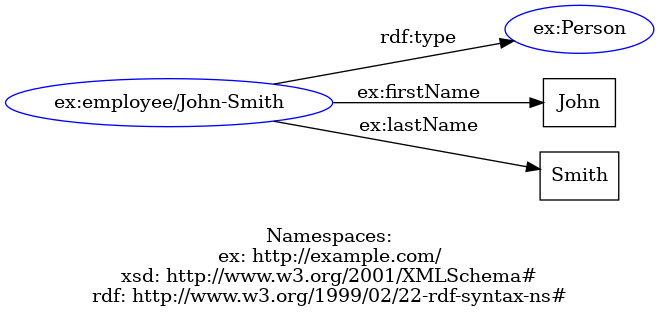 rdf:type
ex:Person
ex:employee/John-Smith
ex:firstName
John
ex:lastName
Smith
Namespaces:
ex: http://example.com/
xsd: http://www.w3.org/2001/XMLSchema#
rdf: http://www.w3.org/1999/02/22-rdf-syntax-ns#